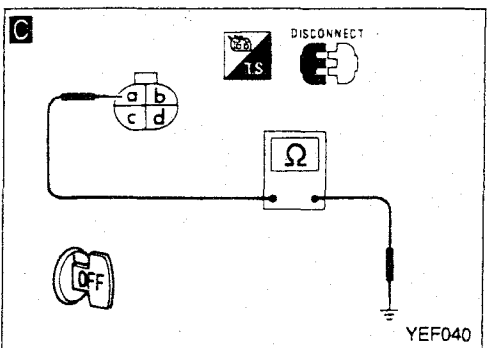 C
DISCONNECT
T.S
a b
c d
Ω
OFF
YEF040